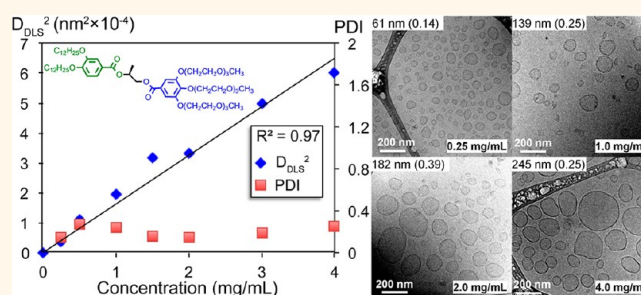 D_DLS² (nm²×10⁻⁴)
PDI
7
6
5
4
3
2
1
0
2
1.6
1.2
0.8
0.4
0
C₁₂H₂₅O
C₁₂H₂₅O
O
O
O
O
O(CH₂CH₂O)₃CH₃
O(CH₂CH₂O)₃CH₃
O(CH₂CH₂O)₃CH₃
R² = 0.97
D_DLS²
PDI
0
1
2
3
4
Concentration (mg/mL)
61 nm (0.14)
200 nm
0.25 mg/mL
139 nm (0.25)
200 nm
1.0 mg/mL
182 nm (0.39)
200 nm
2.0 mg/mL
245 nm (0.25)
200 nm
4.0 mg/mL